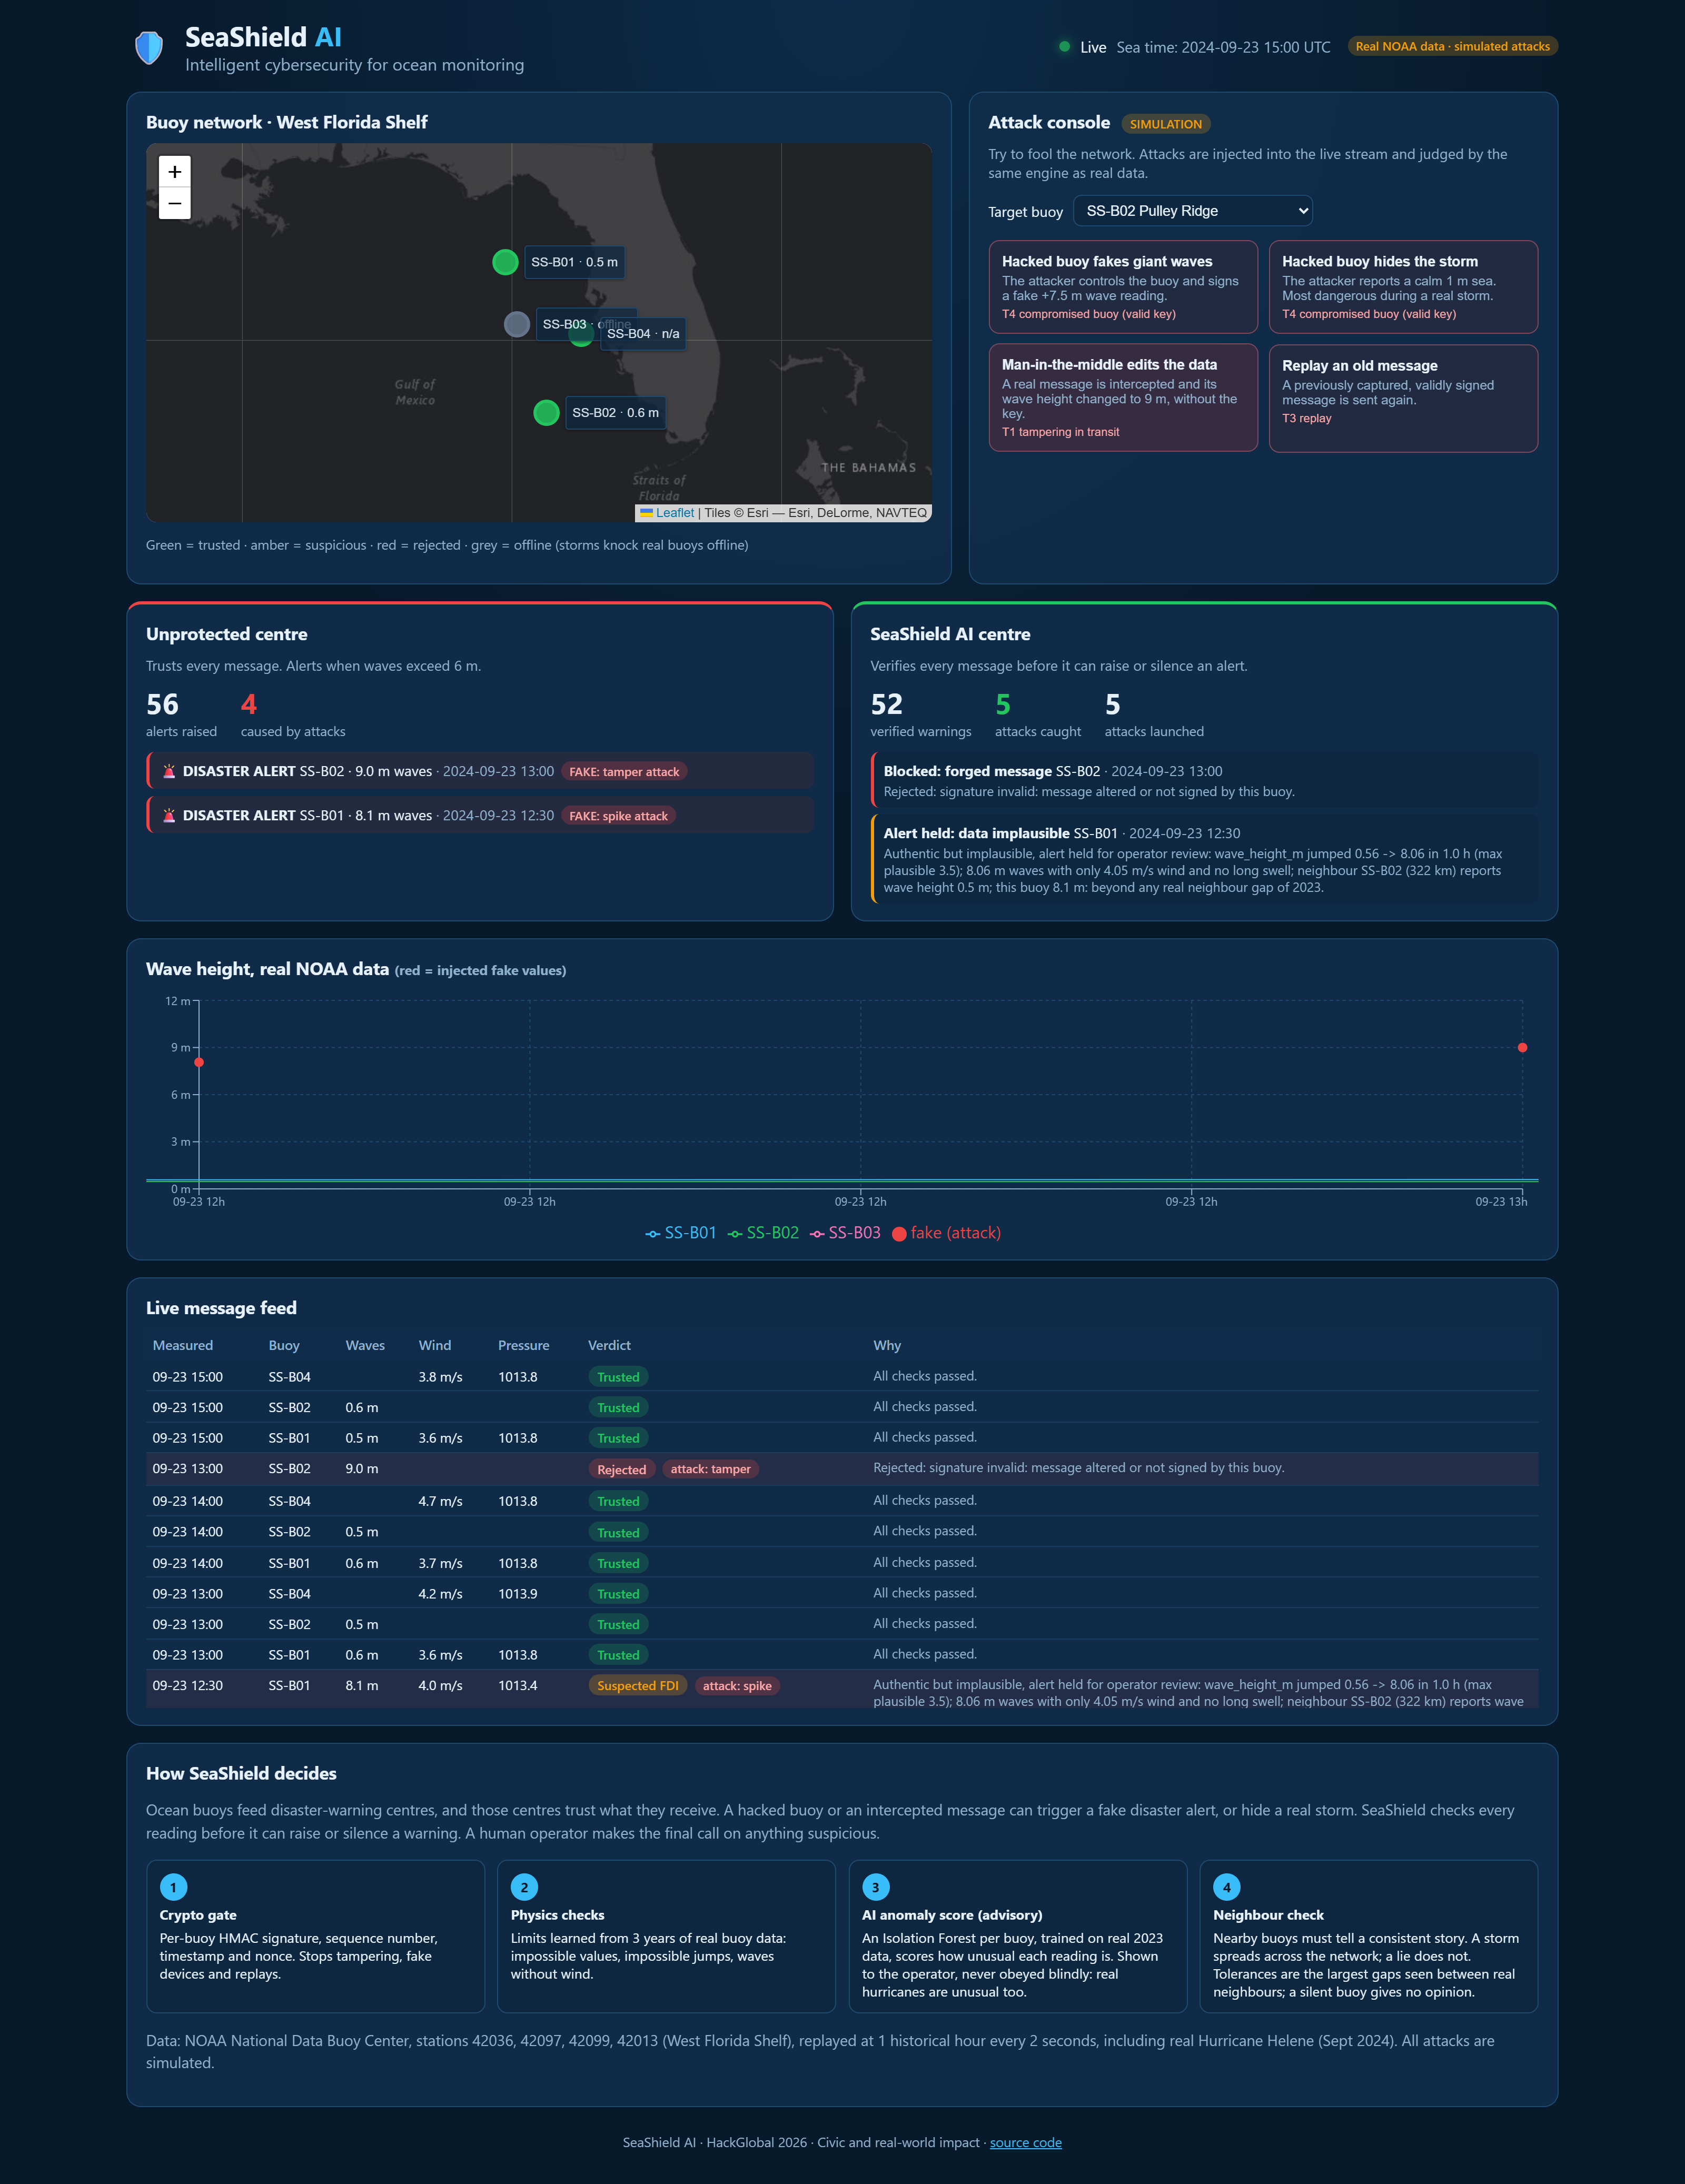 SeaShield AI
Intelligent cybersecurity for ocean monitoring
Live Sea time: 2024-09-23 15:00 UTC Real NOAA data · simulated attacks
Buoy network · West Florida Shelf
+
−
SS-B01 · 0.5 m
SS-B03 · offline
SS-B04 · n/a
SS-B02 · 0.6 m
Gulf of
Mexico
THE BAHAMAS
Straits of
Florida
Leaflet | Tiles © Esri — Esri, DeLorme, NAVTEQ
Green = trusted · amber = suspicious · red = rejected · grey = offline (storms knock real buoys offline)
Attack console SIMULATION
Try to fool the network. Attacks are injected into the live stream and judged by the
same engine as real data.
Target buoy SS-B02 Pulley Ridge
Hacked buoy fakes giant waves
The attacker controls the buoy and signs
a fake +7.5 m wave reading.
T4 compromised buoy (valid key)
Hacked buoy hides the storm
The attacker reports a calm 1 m sea.
Most dangerous during a real storm.
T4 compromised buoy (valid key)
Man-in-the-middle edits the data
A real message is intercepted and its
wave height changed to 9 m, without the
key.
T1 tampering in transit
Replay an old message
A previously captured, validly signed
message is sent again.
T3 replay
Unprotected centre
Trusts every message. Alerts when waves exceed 6 m.
56 4
alerts raised caused by attacks
DISASTER ALERT SS-B02 · 9.0 m waves · 2024-09-23 13:00 FAKE: tamper attack
DISASTER ALERT SS-B01 · 8.1 m waves · 2024-09-23 12:30 FAKE: spike attack
SeaShield AI centre
Verifies every message before it can raise or silence an alert.
52 5 5
verified warnings attacks caught attacks launched
Blocked: forged message SS-B02 · 2024-09-23 13:00
Rejected: signature invalid: message altered or not signed by this buoy.
Alert held: data implausible SS-B01 · 2024-09-23 12:30
Authentic but implausible, alert held for operator review: wave_height_m jumped 0.56 -> 8.06 in 1.0 h (max
plausible 3.5); 8.06 m waves with only 4.05 m/s wind and no long swell; neighbour SS-B02 (322 km) reports
wave height 0.5 m; this buoy 8.1 m: beyond any real neighbour gap of 2023.
Wave height, real NOAA data (red = injected fake values)
12 m
9 m
6 m
3 m
0 m
09-23 12h 09-23 12h 09-23 12h 09-23 12h 09-23 13h
SS-B01 SS-B02 SS-B03 fake (attack)
Live message feed
Measured Buoy Waves Wind Pressure Verdict Why
09-23 15:00 SS-B04 3.8 m/s 1013.8 Trusted All checks passed.
09-23 15:00 SS-B02 0.6 m Trusted All checks passed.
09-23 15:00 SS-B01 0.5 m 3.6 m/s 1013.8 Trusted All checks passed.
09-23 13:00 SS-B02 9.0 m Rejected attack: tamper Rejected: signature invalid: message altered or not signed by this buoy.
09-23 14:00 SS-B04 4.7 m/s 1013.8 Trusted All checks passed.
09-23 14:00 SS-B02 0.5 m Trusted All checks passed.
09-23 14:00 SS-B01 0.6 m 3.7 m/s 1013.8 Trusted All checks passed.
09-23 13:00 SS-B04 4.2 m/s 1013.9 Trusted All checks passed.
09-23 13:00 SS-B02 0.5 m Trusted All checks passed.
09-23 13:00 SS-B01 0.6 m 3.6 m/s 1013.8 Trusted All checks passed.
09-23 12:30 SS-B01 8.1 m 4.0 m/s 1013.4 Suspected FDI attack: spike Authentic but implausible, alert held for operator review: wave_height_m jumped 0.56 -> 8.06 in 1.0 h (max
plausible 3.5); 8.06 m waves with only 4.05 m/s wind and no long swell; neighbour SS-B02 (322 km) reports wave
How SeaShield decides
Ocean buoys feed disaster-warning centres, and those centres trust what they receive. A hacked buoy or an intercepted message can trigger a fake disaster alert, or hide a real storm. SeaShield checks every
reading before it can raise or silence a warning. A human operator makes the final call on anything suspicious.
1
Crypto gate
Per-buoy HMAC signature, sequence number,
timestamp and nonce. Stops tampering, fake
devices and replays.
2
Physics checks
Limits learned from 3 years of real buoy data:
impossible values, impossible jumps, waves
without wind.
3
AI anomaly score (advisory)
An Isolation Forest per buoy, trained on real 2023
data, scores how unusual each reading is. Shown
to the operator, never obeyed blindly: real
hurricanes are unusual too.
4
Neighbour check
Nearby buoys must tell a consistent story. A storm
spreads across the network; a lie does not.
Tolerances are the largest gaps seen between real
neighbours; a silent buoy gives no opinion.
Data: NOAA National Data Buoy Center, stations 42036, 42097, 42099, 42013 (West Florida Shelf), replayed at 1 historical hour every 2 seconds, including real Hurricane Helene (Sept 2024). All attacks are
simulated.
SeaShield AI · HackGlobal 2026 · Civic and real-world impact · source code